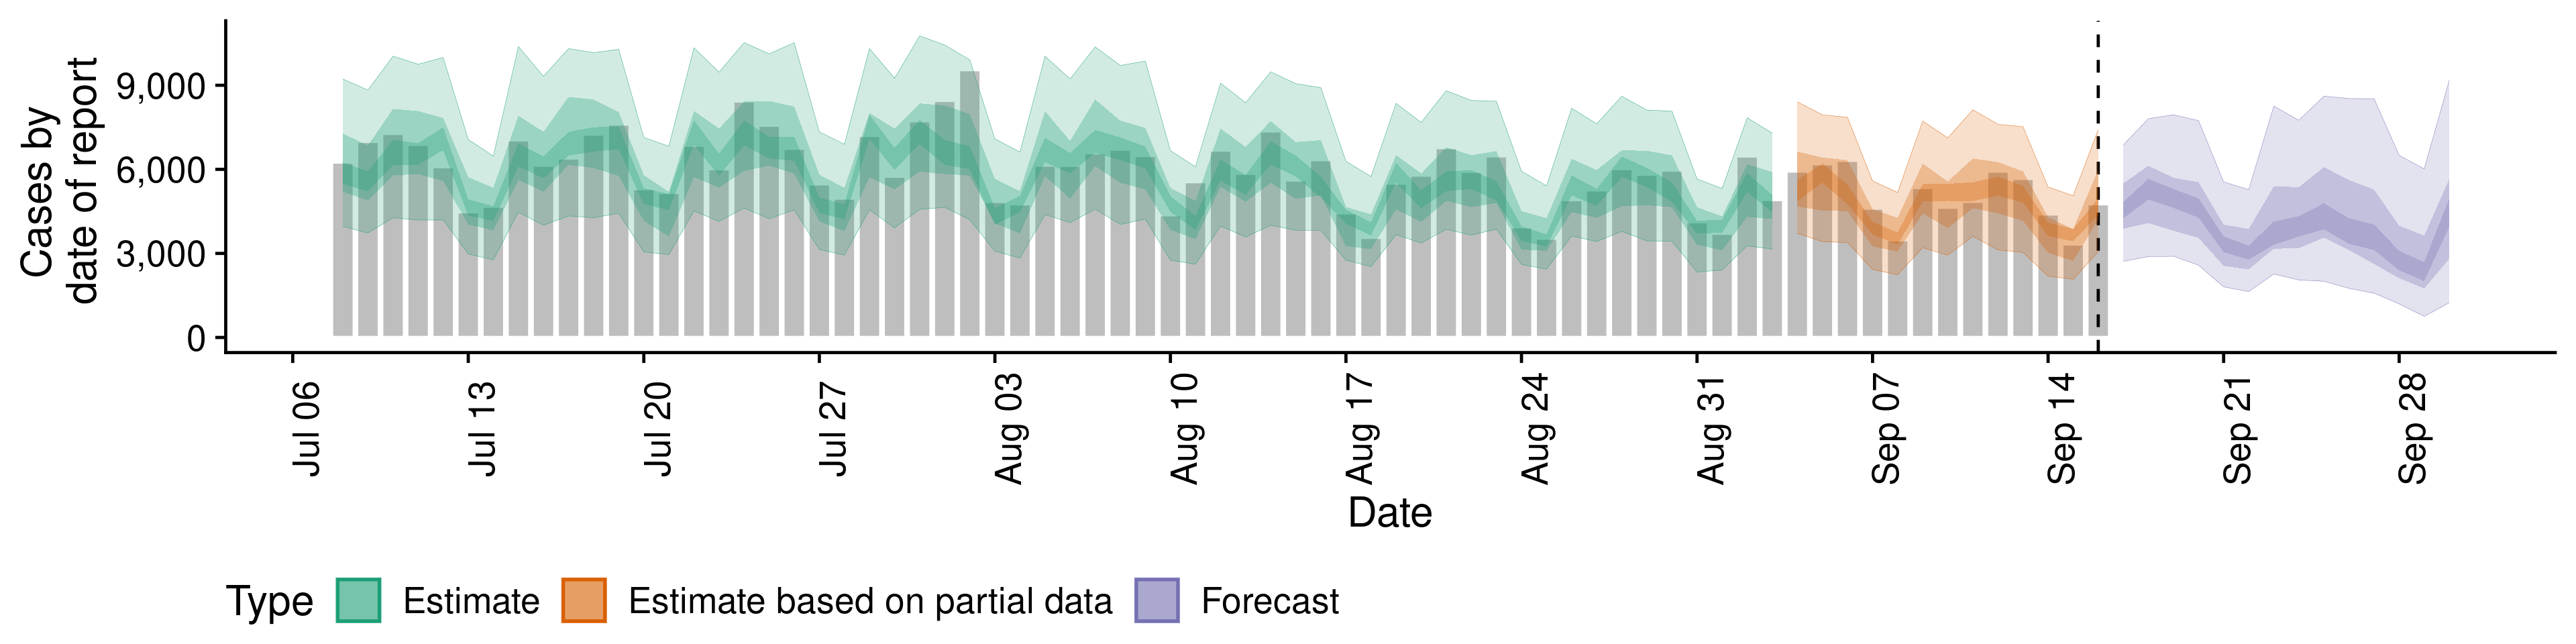 Cases by
date of report
9,000
6,000
3,000
0
Jul 06
Jul 13
Jul 20
Jul 27
Aug 03
Aug 10
Aug 17
Aug 24
Aug 31
Sep 07
Sep 14
Sep 21
Sep 28
Date
Type Estimate Estimate based on partial data Forecast